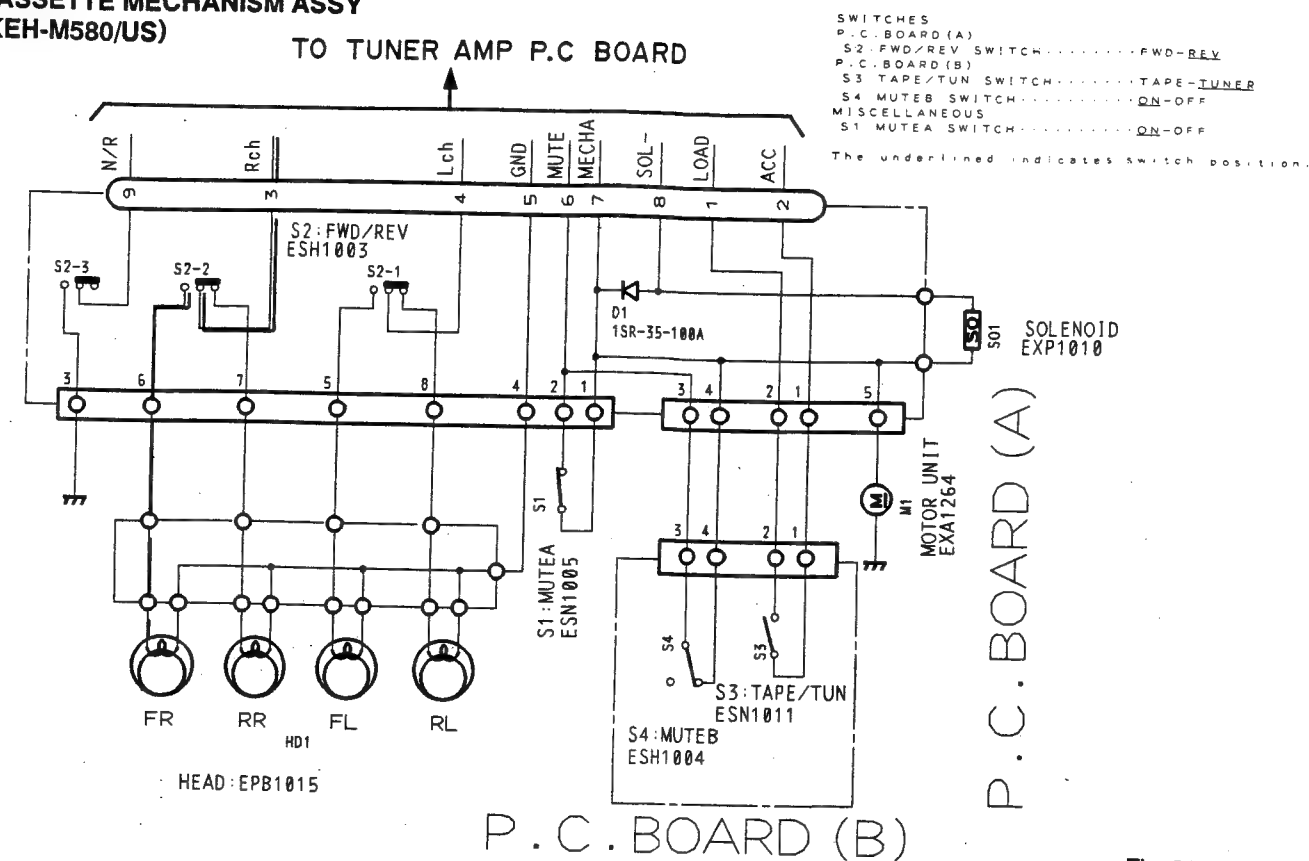 CASSETTE MECHANISM ASSY
(KEH-M580/US)
TO TUNER AMP P.C BOARD
SWITCHES
P.C.BOARD(A)
S2 FWD/REV SWITCH········FWD-REV
P.C.BOARD(B)
S3 TAPE/TUN SWITCH·······TAPE-TUNER
S4 MUTEB SWITCH··········ON-OFF
MISCELLANEOUS
S1 MUTEA SWITCH··········ON-OFF
The underlined indicates switch position.
N/R
Rch
Lch
GND
MUTE
MECHA
SOL-
LOAD
ACC
9
3
4
5
6
7
8
1
2
S2:FWD/REV
ESH1003
S2-3
S2-2
S2-1
D1
1SR-35-100A
SO
SO1
SOLENOID
EXP1010
3
6
7
5
8
4
2
1
3
4
2
1
5
S1
S1:MUTEA
ESN1005
M
M1
MOTOR UNIT
EXA1264
3
4
2
1
S4
S3
S3:TAPE/TUN
ESN1011
S4:MUTEB
ESH1004
FR
RR
FL
RL
HD1
HEAD:EPB1015
P.C.BOARD (A)
P.C.BOARD (B)